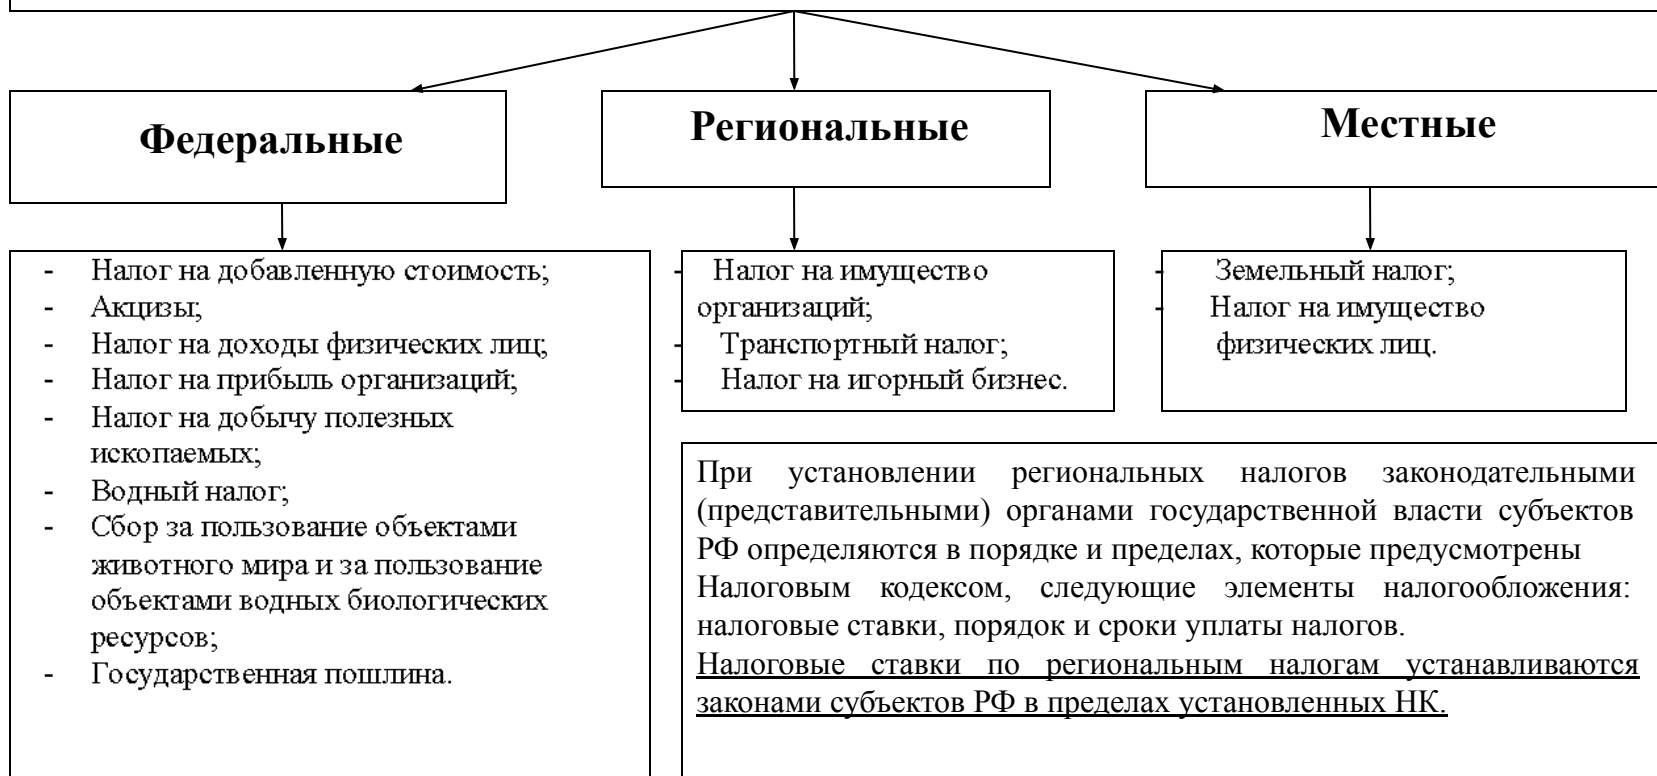 Федеральные
Региональные
Местные
- Налог на добавленную стоимость;
- Акцизы;
- Налог на доходы физических лиц;
- Налог на прибыль организаций;
- Налог на добычу полезных
ископаемых;
- Водный налог;
- Сбор за пользование объектами
животного мира и за пользование
объектами водных биологических
ресурсов;
- Государственная пошлина.
- Налог на имущество
организаций;
- Транспортный налог;
- Налог на игорный бизнес.
- Земельный налог;
- Налог на имущество
физических лиц.
При установлении региональных налогов законодательными
(представительными) органами государственной власти субъектов
РФ определяются в порядке и пределах, которые предусмотрены
Налоговым кодексом, следующие элементы налогообложения:
налоговые ставки, порядок и сроки уплаты налогов.
Налоговые ставки по региональным налогам устанавливаются
законами субъектов РФ в пределах установленных НК.